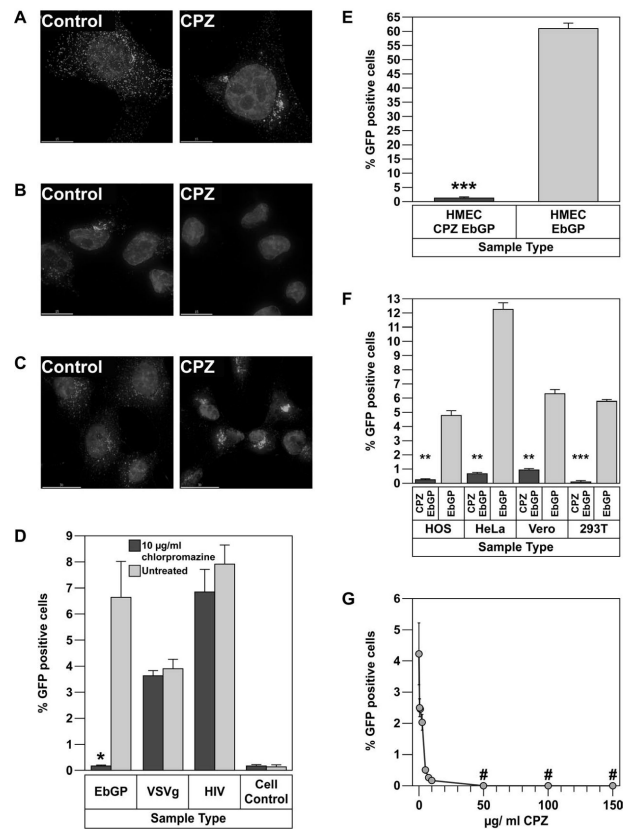 A
Control
CPZ
B
Control
CPZ
C
Control
CPZ
D
% GFP positive cells
9
8
7
6
5
4
3
2
1
0
10 µg/ml
chlorpromazine
Untreated
*
EbGP
VSVg
HIV
Cell
Control
Sample Type
E
% GFP positive cells
65
60
55
50
45
40
35
30
25
20
15
10
5
0
***
HMEC
CPZ EbGP
HMEC
EbGP
Sample Type
F
% GFP positive cells
13
12
11
10
9
8
7
6
5
4
3
2
1
0
**
**
**
***
CPZ
EbGP
EbGP
CPZ
EbGP
EbGP
CPZ
EbGP
EbGP
CPZ
EbGP
EbGP
HOS
HeLa
Vero
293T
Sample Type
G
% GFP positive cells
6
5
4
3
2
1
0
# # #
0 50 100 150
µg/ ml CPZ